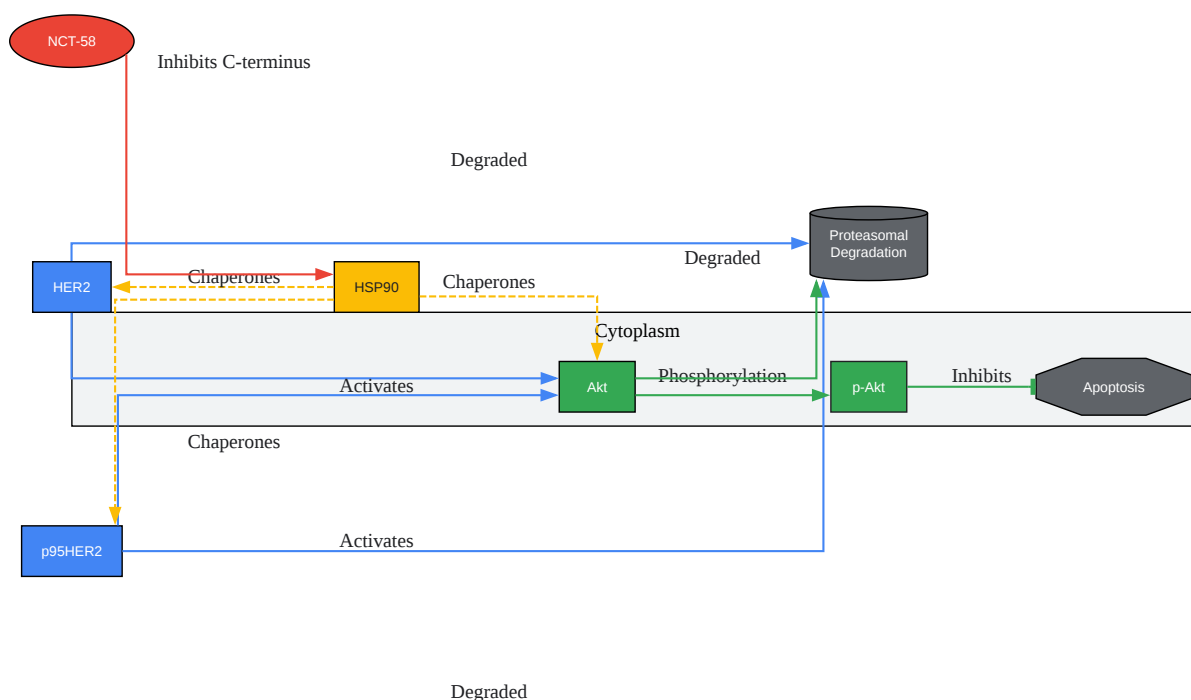 NCT-58
Inhibits C-terminus
Degraded
Proteasomal
Degradation
Degraded
HER2
Chaperones
HSP90
Chaperones
Cytoplasm
Activates
Akt
Phosphorylation
p-Akt
Inhibits
Apoptosis
Chaperones
p95HER2
Activates
Degraded